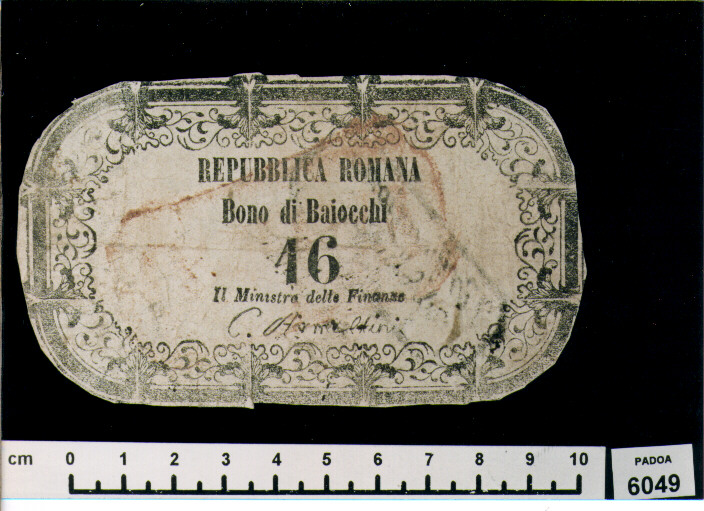 REPUBBLICA ROMANA
Bono di Baiocchi
16
Il Ministro delle Finanze
C.
cm 0 1 2 3 4 5 6 7 8 9 10
PADOA
6049